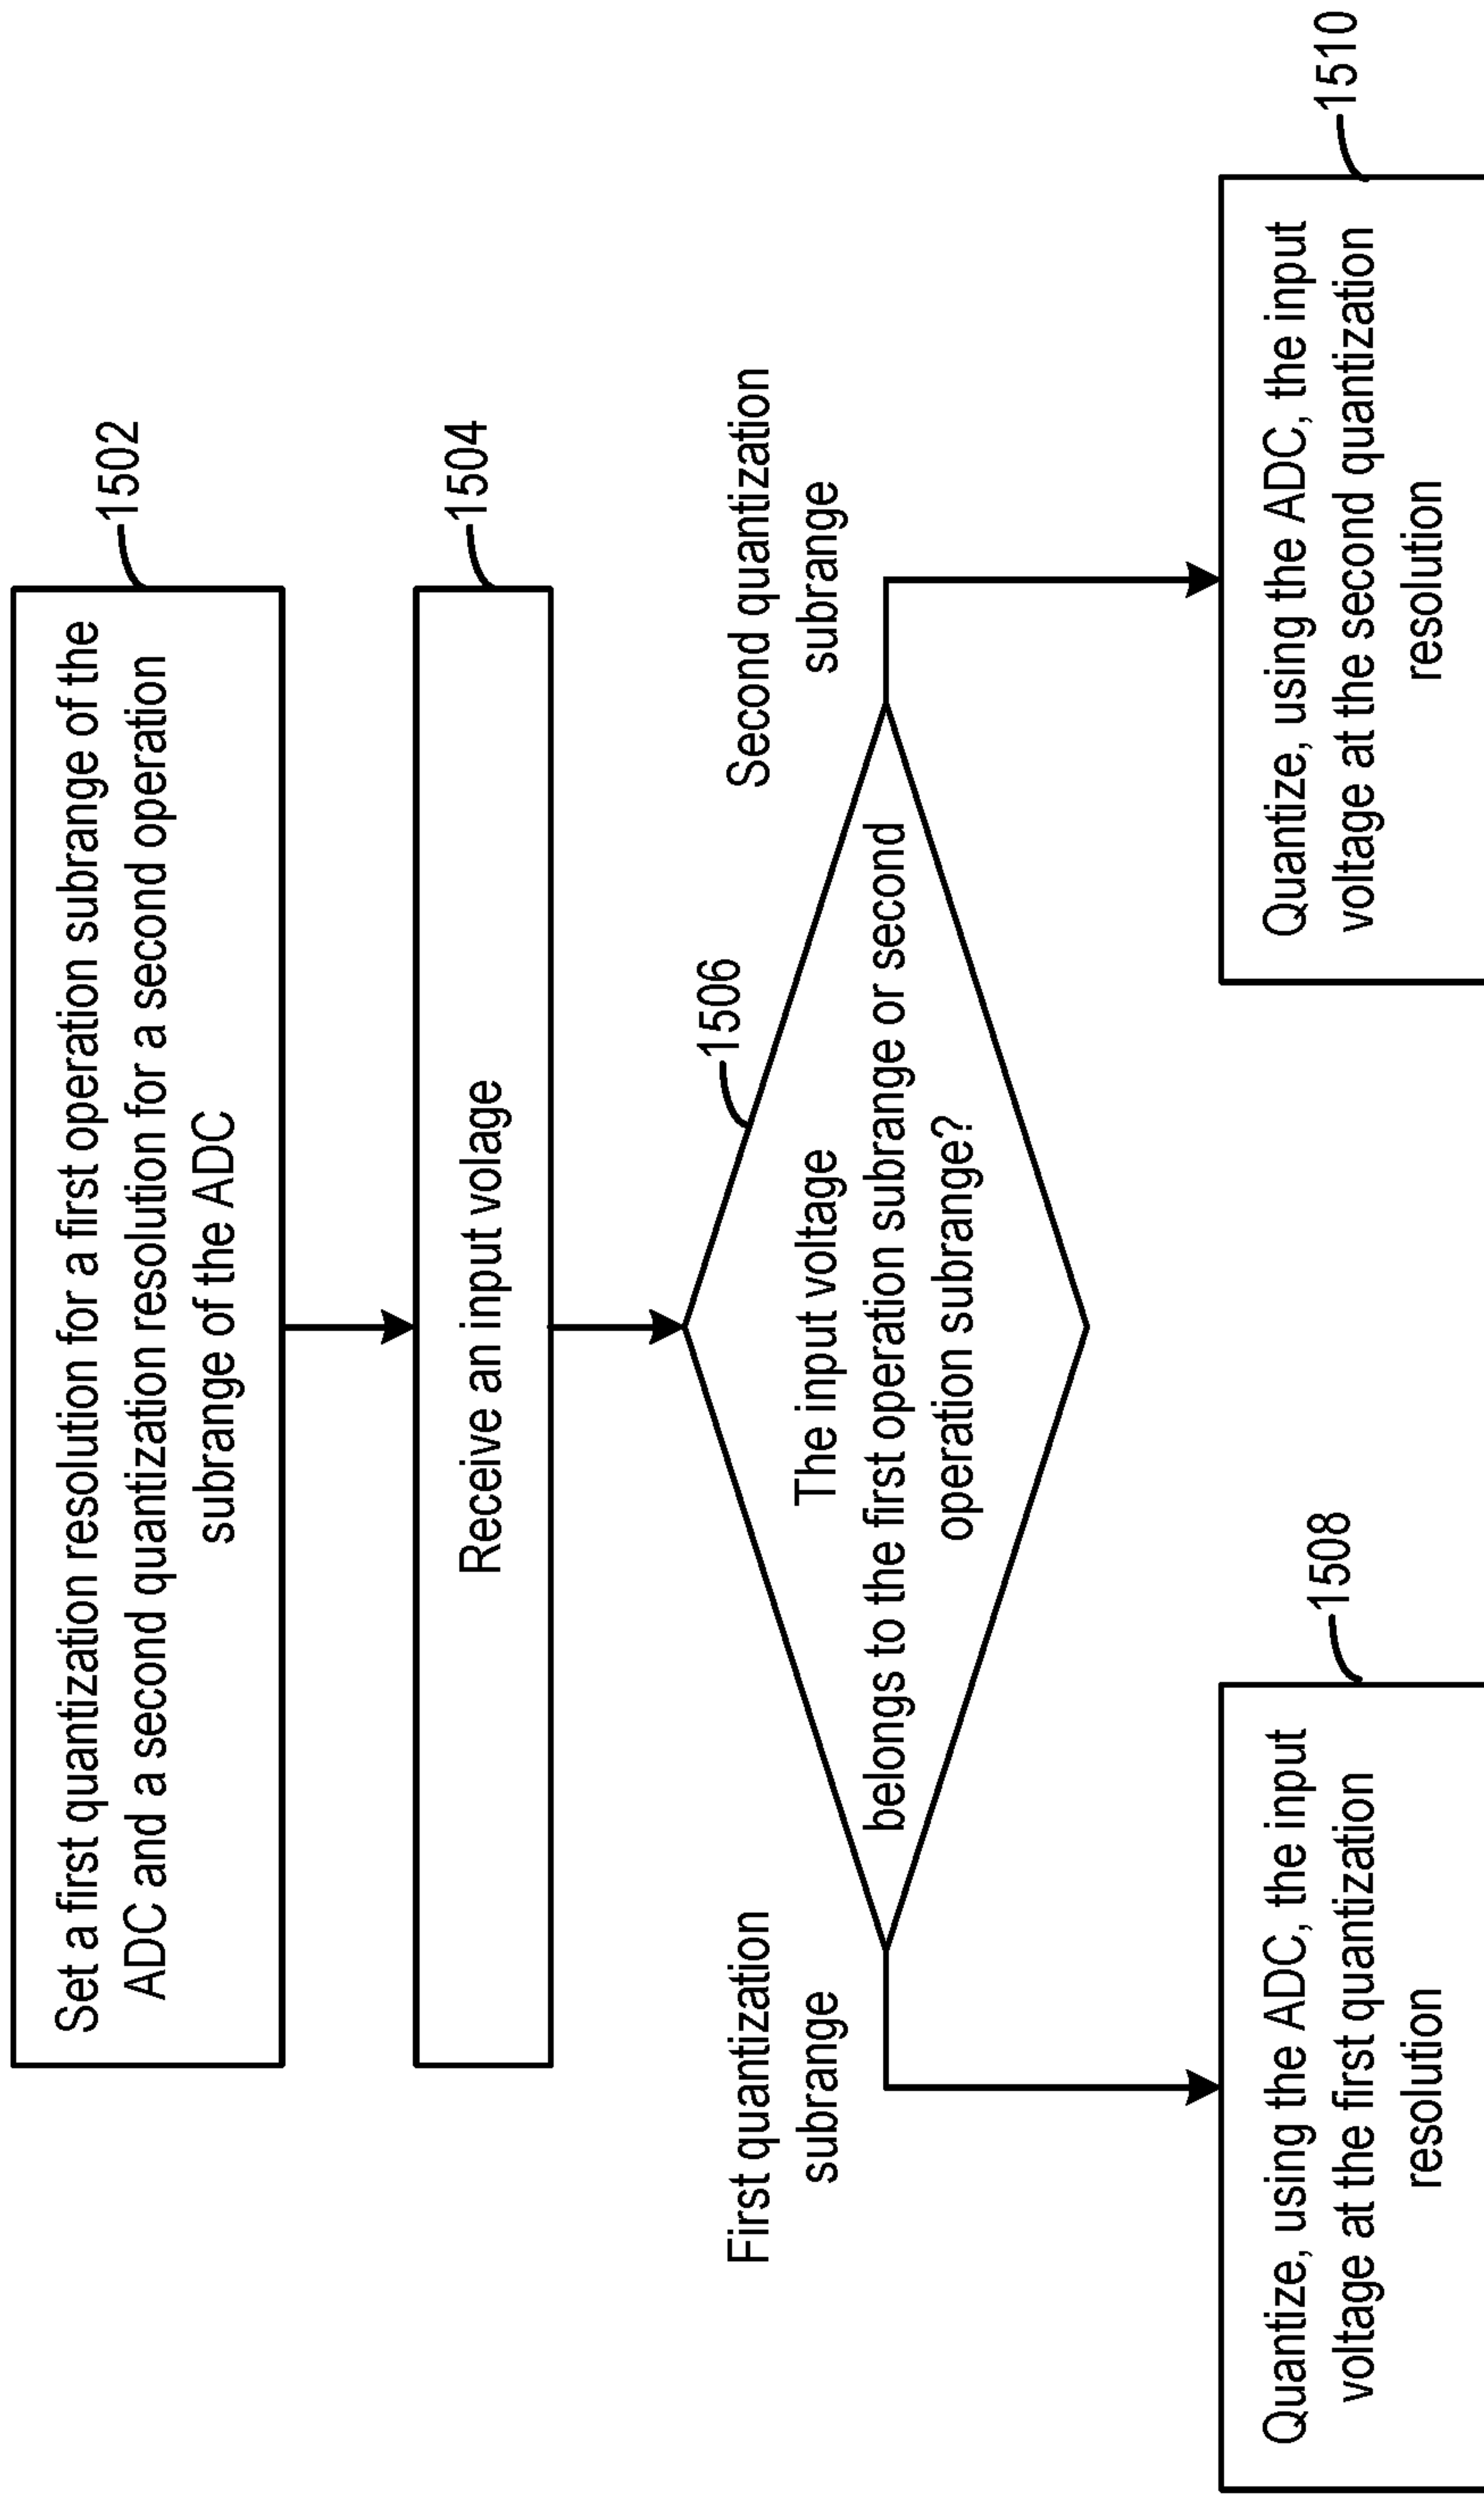 Set a first quantization resolution for a first operation subrange of the
ADC and a second quantization resolution for a second operation
subrange of the ADC
1502
Receive an input volage
1504
1506
The input voltage
belongs to the first operation subrange or second
operation subrange?
First quantization
subrange
Second quantization
subrange
Quantize, using the ADC, the input
voltage at the first quantization
resolution
1508
Quantize, using the ADC, the input
voltage at the second quantization
resolution
1510